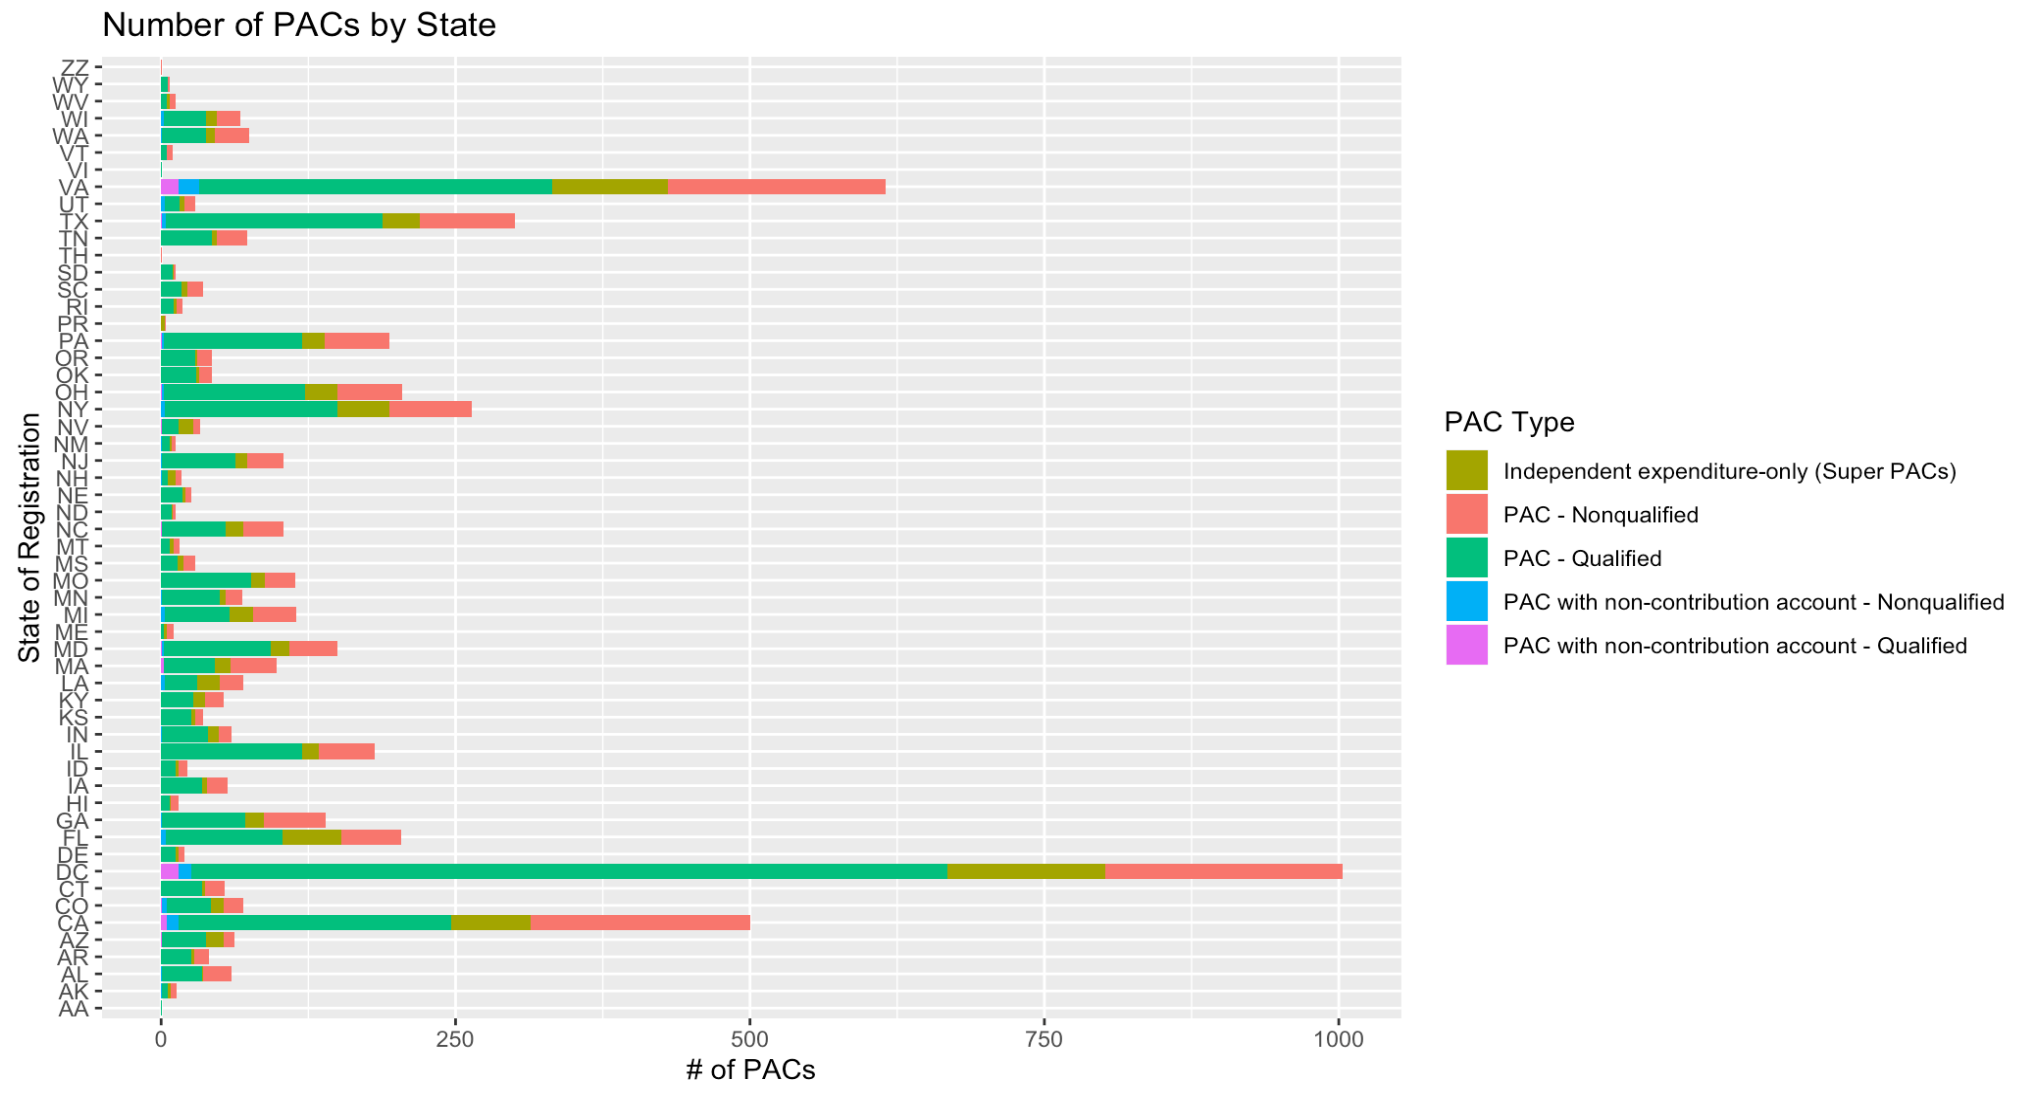 Number of PACs by State
ZZ
WY
WV
WI
WA
VT
VI
VA
UT
TX
TN
TH
SD
SC
RI
PR
PA
OR
OK
OH
NY
NV
NM
NJ
NH
NE
ND
NC
MT
MS
MO
MN
MI
ME
MD
MA
LA
KY
KS
IN
IL
ID
IA
HI
GA
FL
DE
DC
CT
CO
CA
AZ
AR
AL
AK
AA
State of Registration
0 250 500 750 1000
# of PACs
PAC Type
Independent expenditure-only (Super PACs)
PAC - Nonqualified
PAC - Qualified
PAC with non-contribution account - Nonqualified
PAC with non-contribution account - Qualified